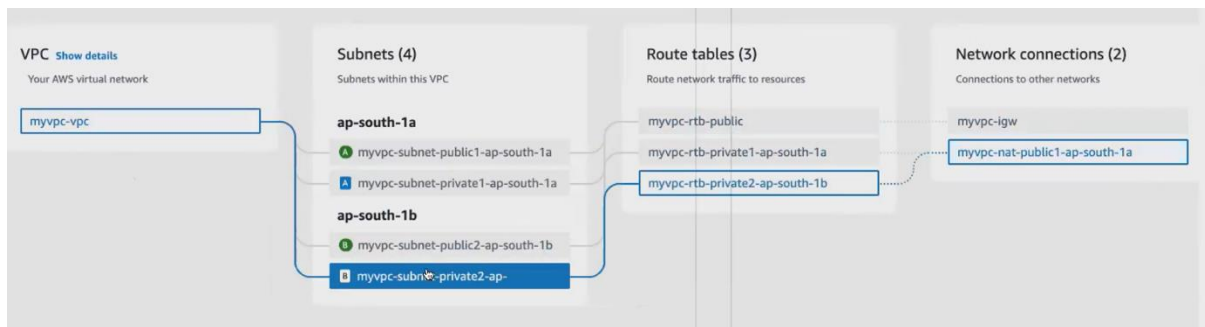 VPC Show details
Your AWS virtual network
myvpc-vpc
Subnets (4)
Subnets within this VPC
ap-south-1a
A myvpc-subnet-public1-ap-south-1a
A myvpc-subnet-private1-ap-south-1a
ap-south-1b
B myvpc-subnet-public2-ap-south-1b
B myvpc-subnet-private2-ap-
Route tables (3)
Route network traffic to resources
myvpc-rtb-public
myvpc-rtb-private1-ap-south-1a
myvpc-rtb-private2-ap-south-1b
Network connections (2)
Connections to other networks
myvpc-igw
myvpc-nat-public1-ap-south-1a